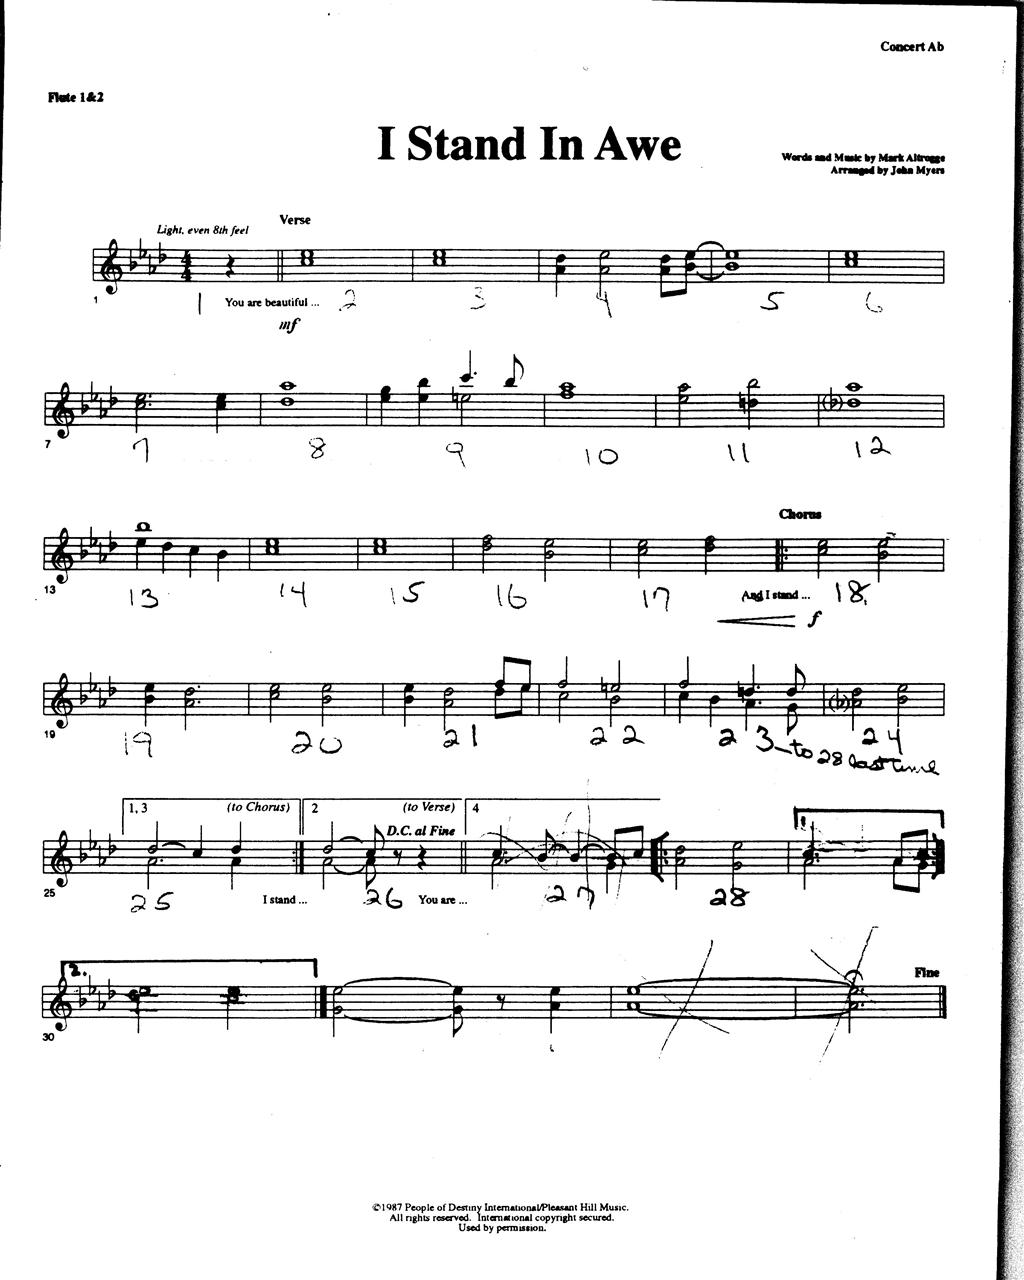 Concert Ab
Flute 1&2
I Stand In Awe
Words and Music by Mark Altrogge
Arranged by John Myers
Light, even 8th feel
Verse
4
4
1
1 You are beautiful ... 2 3 4 5 6
mf
7
7 8 9 10 11 12
Chorus
13
13 14 15 16 17 And I stand ... 18
f
19
19 20 21 22 23 to 28 last time 24
1, 3 (to Chorus) 2 (to Verse) 4 1.
D.C. al Fine
25
25 I stand ... 26 You are ... 27 28
2. Fine
30
©1987 People of Destiny International/Pleasant Hill Music.
All rights reserved. International copyright secured.
Used by permission.